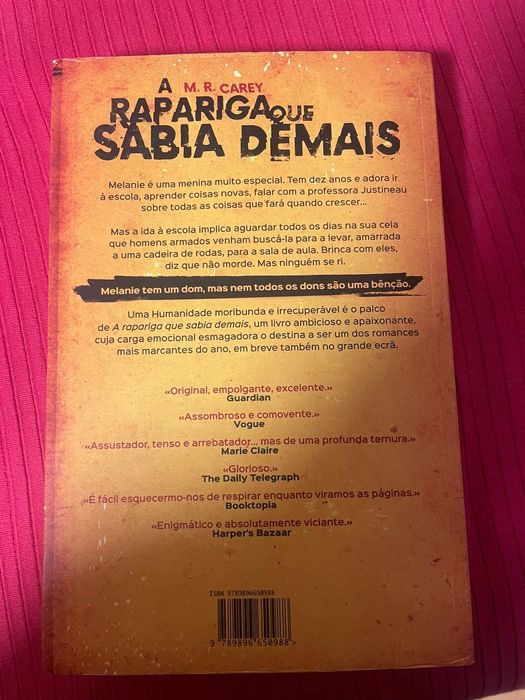 A M. R. CAREY
RAPARIGA QUE
SABIA DEMAIS
Melanie é uma menina muito especial. Tem dez anos e adora ir
à escola, aprender coisas novas, falar com a professora Justineau
sobre todas as coisas que fará quando crescer...
Mas a ida à escola implica aguardar todos os dias na sua cela
que homens armados venham buscá-la para a levar, amarrada
a uma cadeira de rodas, para a sala de aula. Brinca com eles,
diz que não morde. Mas ninguém se ri.
Melanie tem um dom, mas nem todos os dons são uma bênção.
Uma Humanidade moribunda e irrecuperável é o palco
de A rapariga que sabia demais, um livro ambicioso e apaixonante,
cuja carga emocional esmagadora o destina a ser um dos romances
mais marcantes do ano, em breve também no grande ecrã.
«Original, empolgante, excelente.»
Guardian
«Assombroso e comovente.»
Vogue
«Assustador, tenso e arrebatador... mas de uma profunda ternura.»
Marie Claire
«Glorioso.»
The Daily Telegraph
«É fácil esquecermo-nos de respirar enquanto viramos as páginas.»
Booktopia
«Enigmático e absolutamente viciante.»
Harper's Bazaar
ISBN 9789896650988
9 789896 650988>